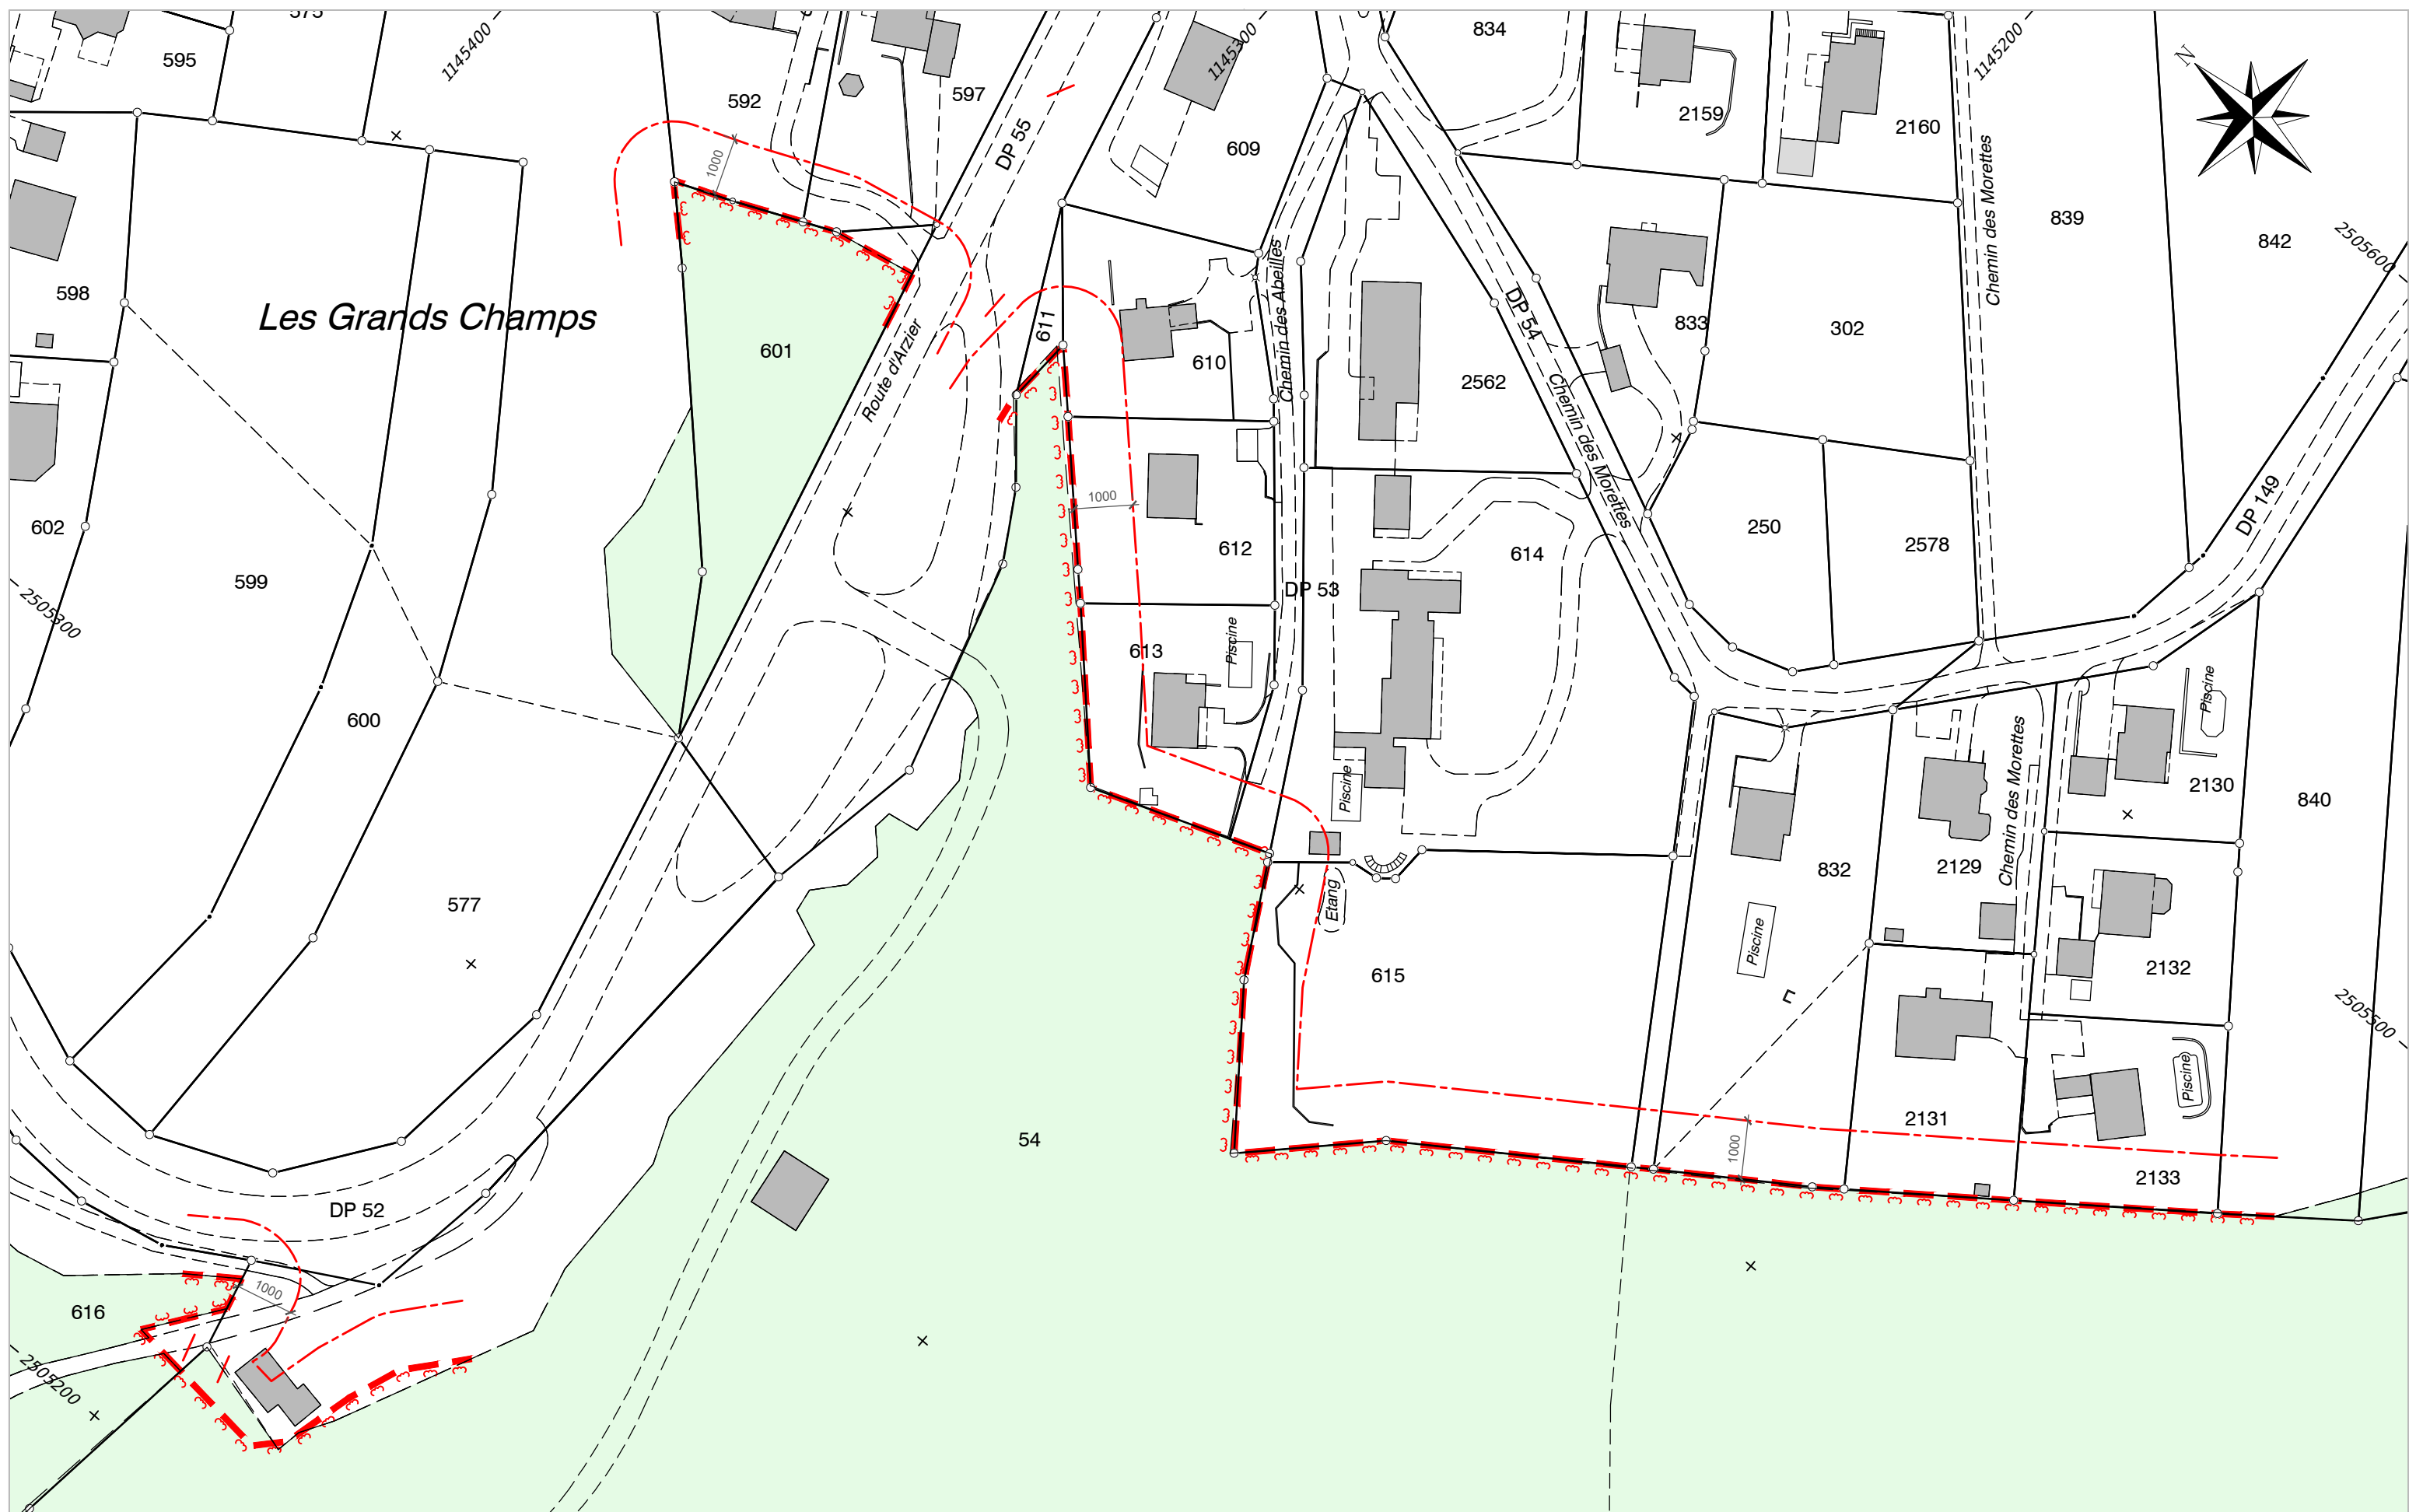 575
1145400
1145300
1145200
834
595
592
597
DP 55
2159
2160
N
609
1000
Chemin des Morettes
839
842
2505600
598
Les Grands Champs
601
Route d'Arzier
611
610
Chemin des Abeilles
2562
DP 54
833
302
Chemin des Morettes
1000
602
599
2505300
612
DP 53
614
250
2578
DP 149
613
Piscine
600
Piscine
Piscine
Chemin des Morettes
2130
840
577
Etang
832
2129
Piscine
615
2132
2505500
54
1000
2131
Piscine
2133
DP 52
1000
616
2505200